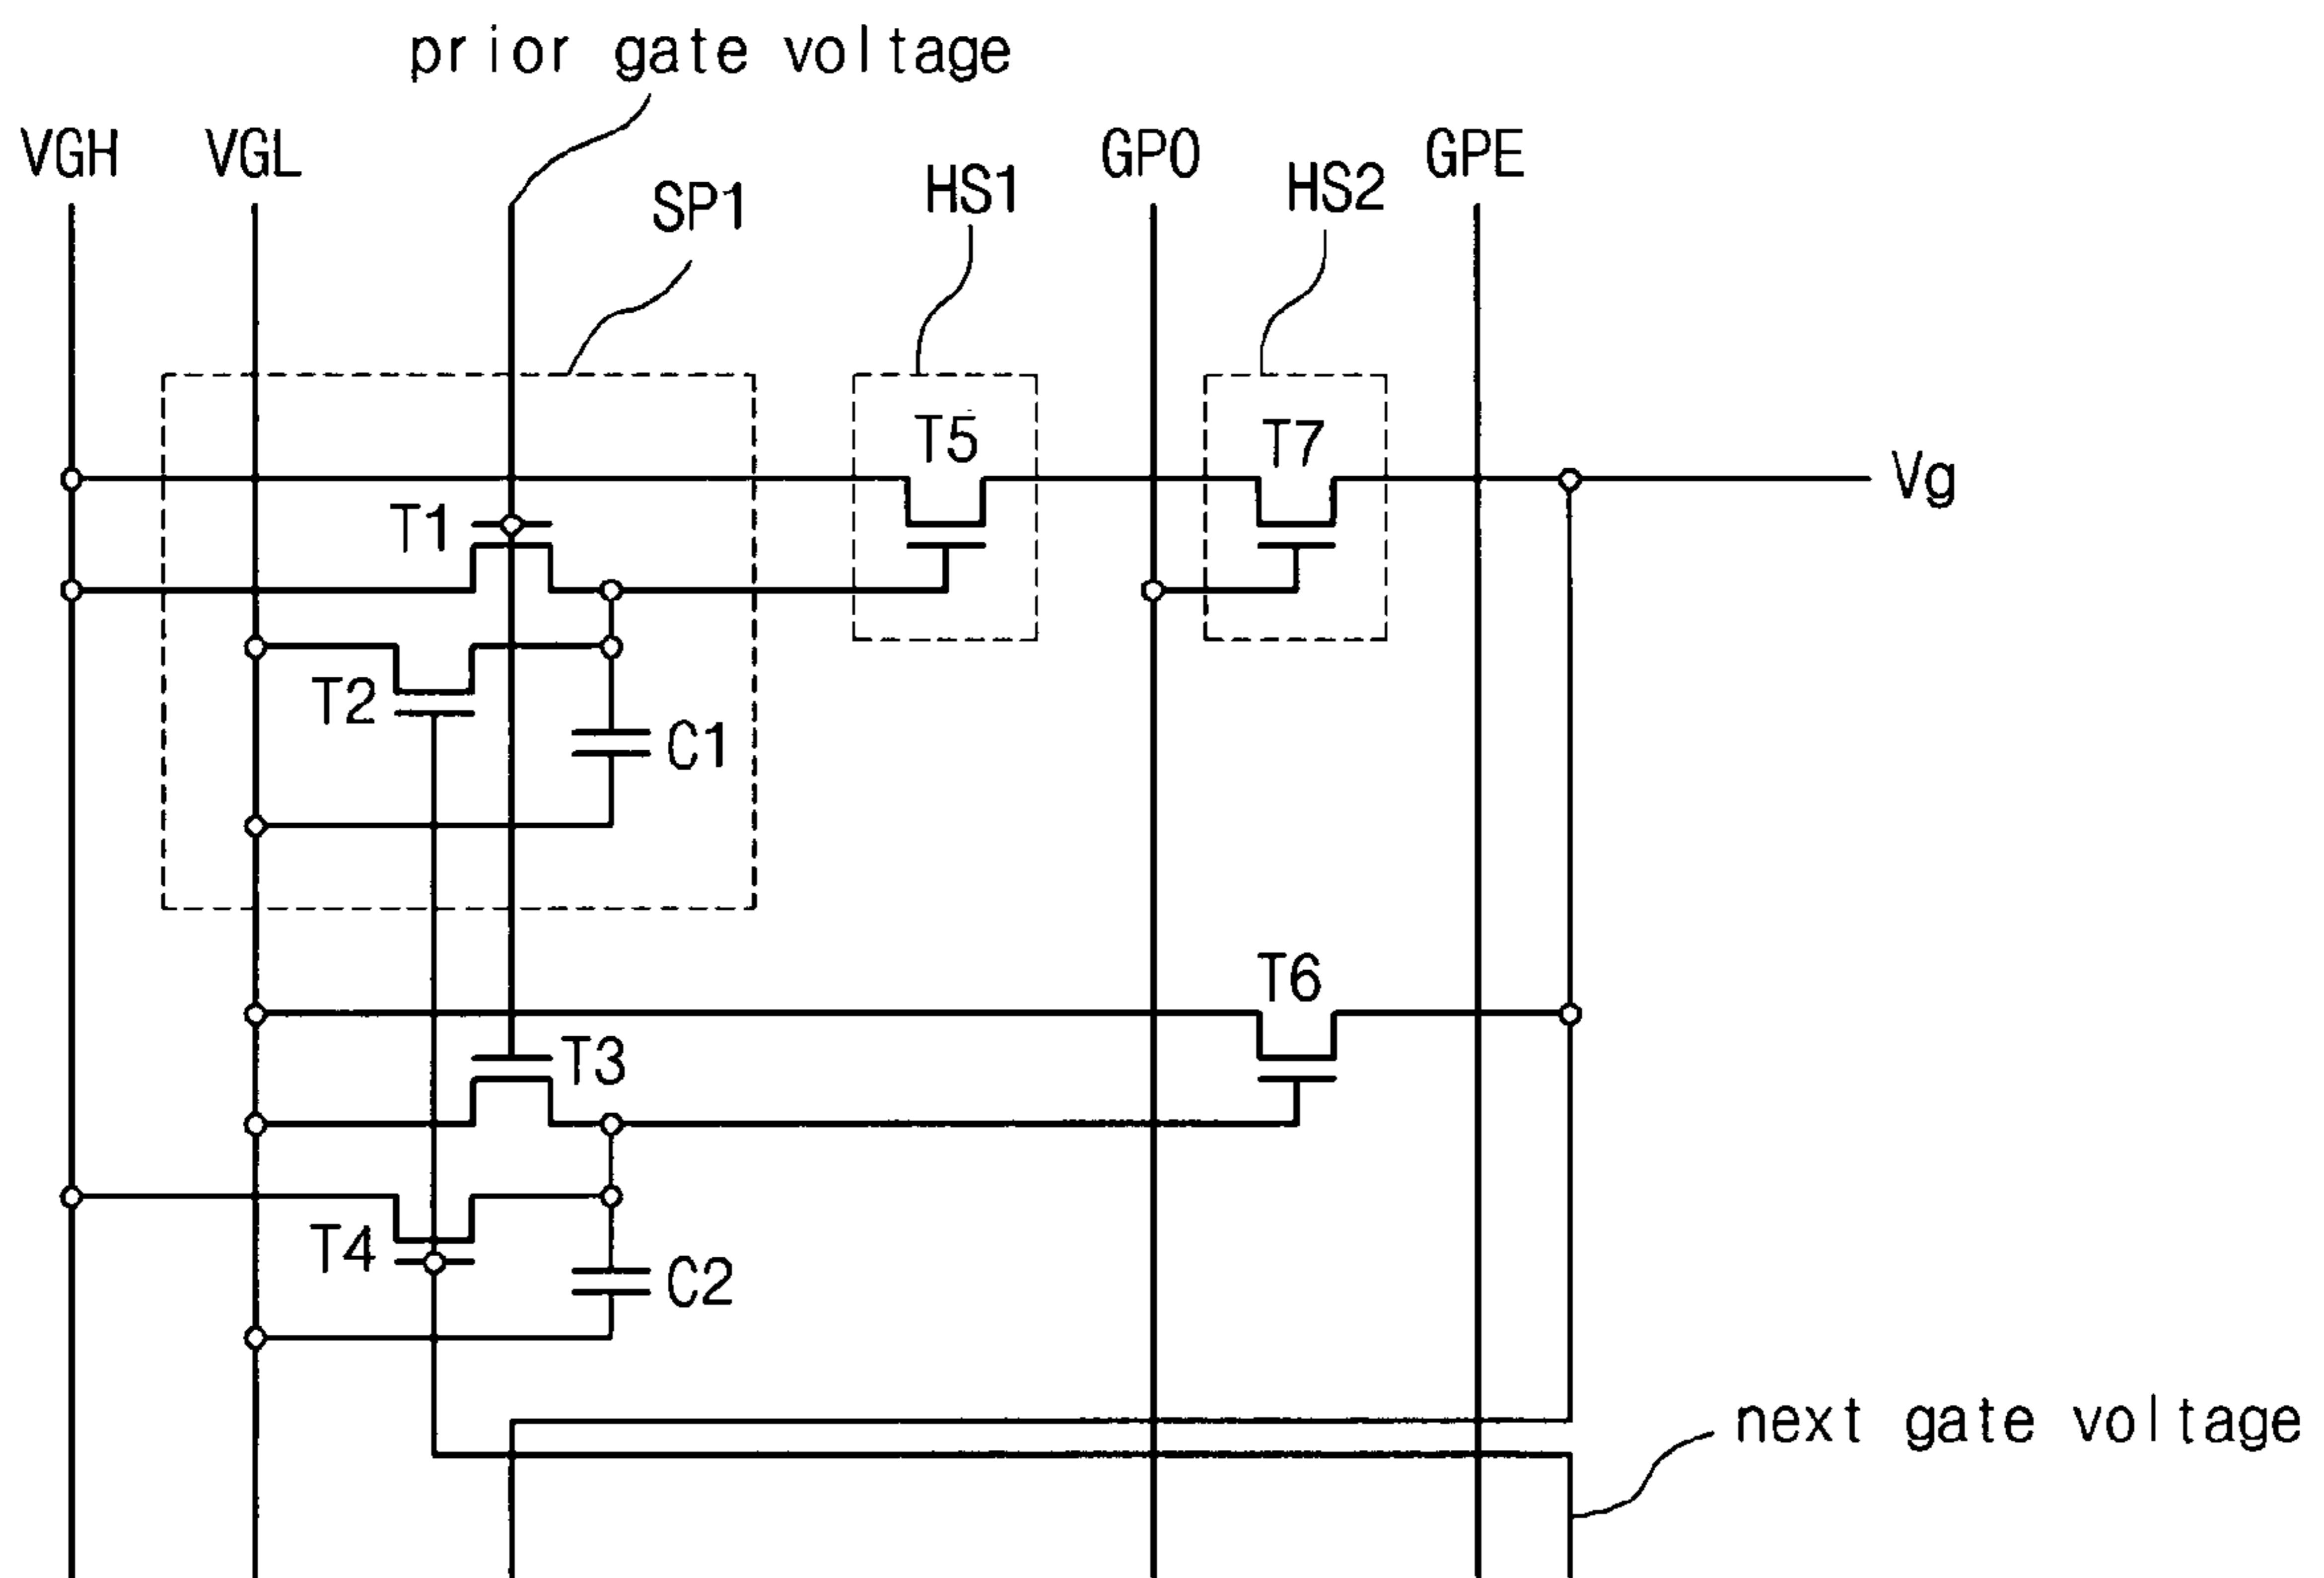 prior gate voltage
VGH
VGL
SP1
HS1
GPO
HS2
GPE
T5
T7
Vg
T1
T2
C1
T6
T3
T4
C2
next gate voltage